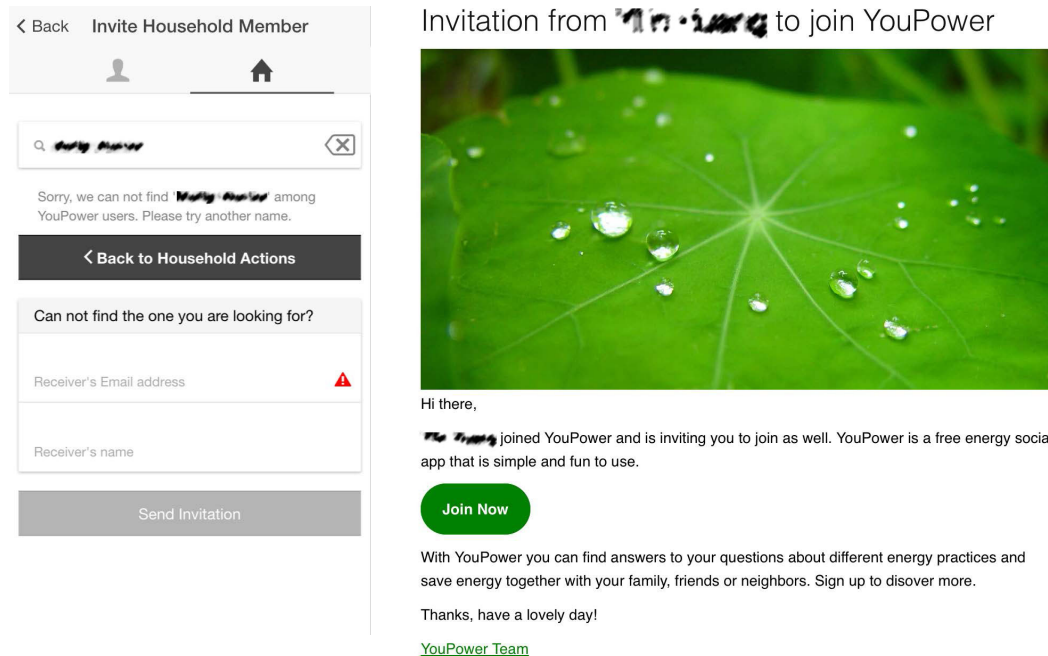 Back Invite Household Member
Sorry, we can not find ' ' among
YouPower users. Please try another name.
Back to Household Actions
Can not find the one you are looking for?
Receiver's Email address
Receiver's name
Send Invitation
Invitation from to join YouPower
Hi there,
joined YouPower and is inviting you to join as well. YouPower is a free energy socia
app that is simple and fun to use.
Join Now
With YouPower you can find answers to your questions about different energy practices and
save energy together with your family, friends or neighbors. Sign up to disover more.
Thanks, have a lovely day!
YouPower Team